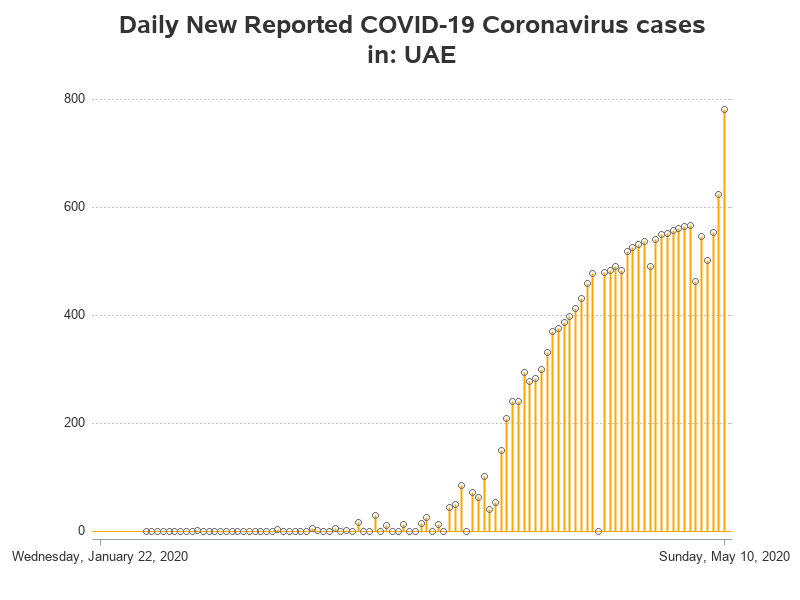 Daily New Reported COVID-19 Coronavirus cases
in: UAE
800
600
400
200
0
Wednesday, January 22, 2020
Sunday, May 10, 2020